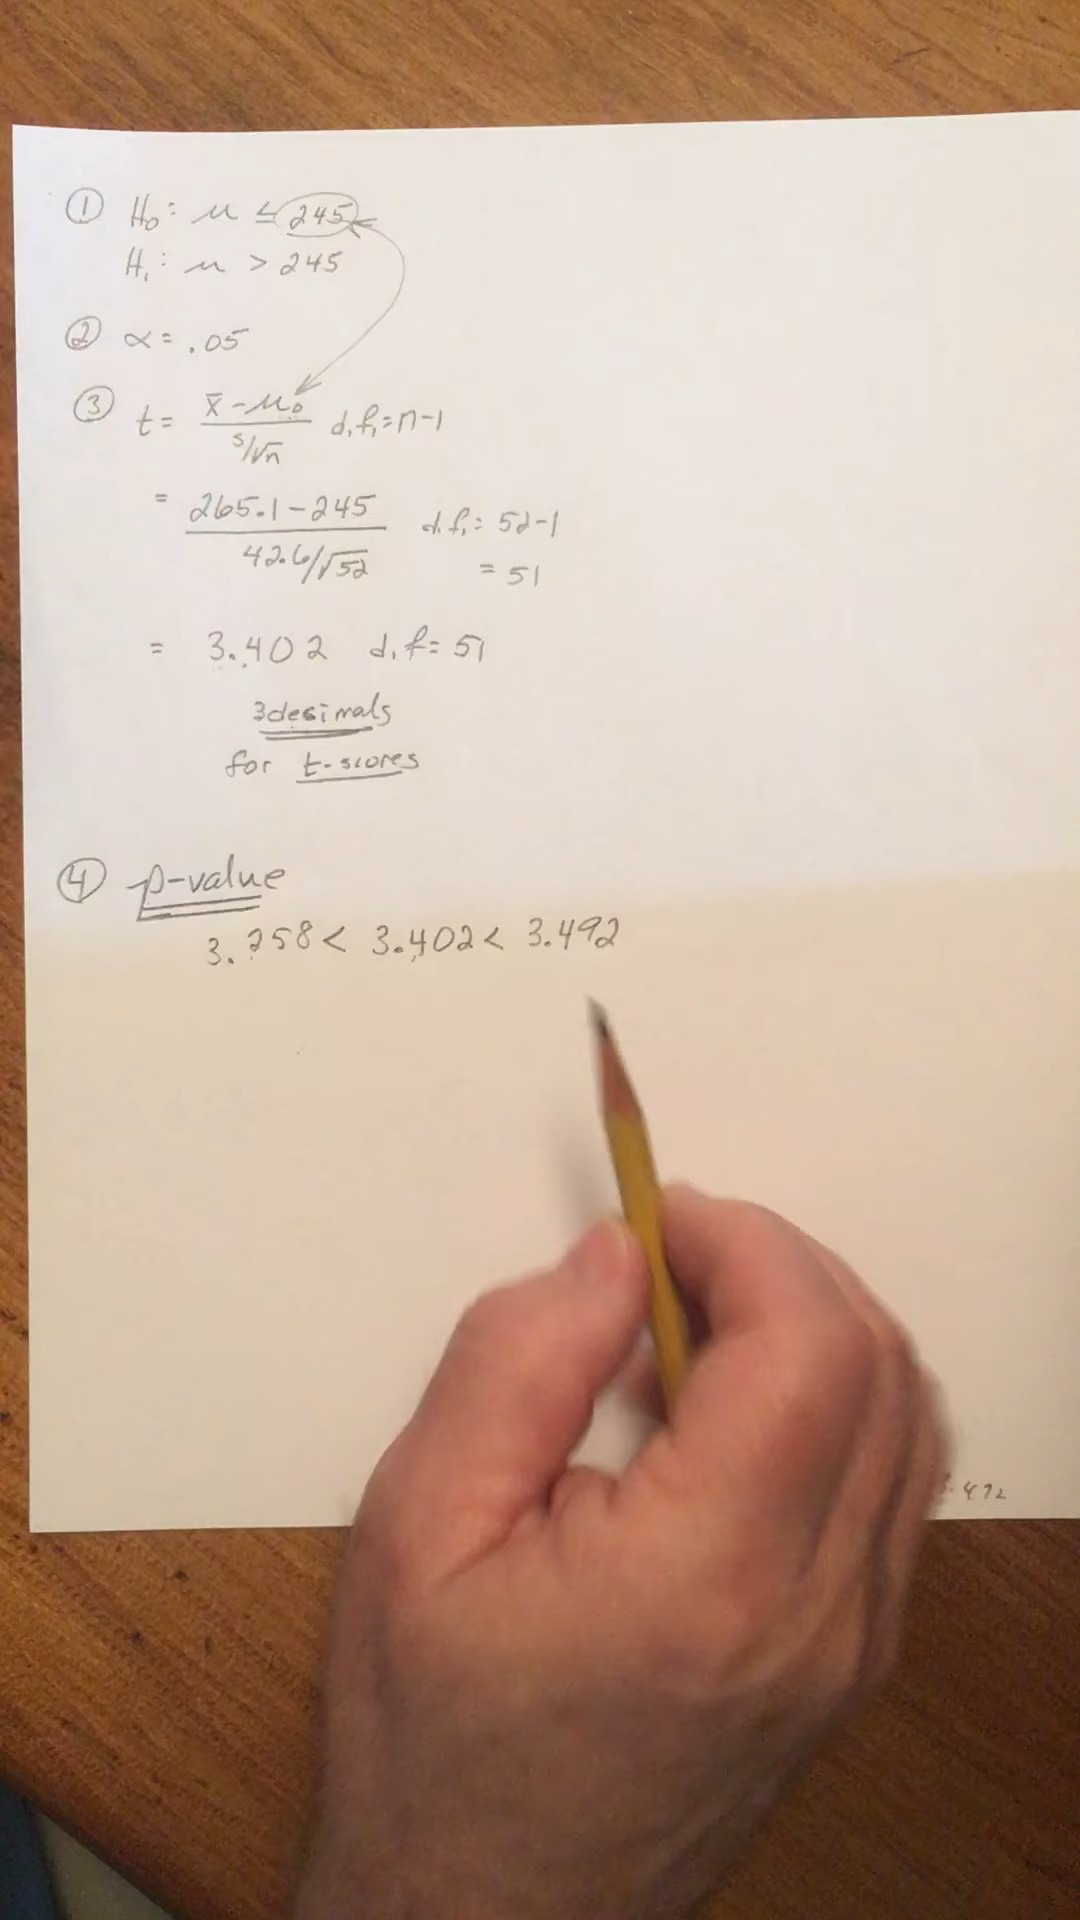 ① H₀: μ ≤ 245
H₁: μ > 245
② α = .05
③ t = x̄ - μ₀ / s/√n d.f. = n-1
= 265.1 - 245 / 42.6/√52 d.f. = 52-1
= 51
= 3.402 d.f = 51
3 desimals
for t-scores
④ p-value
3.258 < 3.402 < 3.492